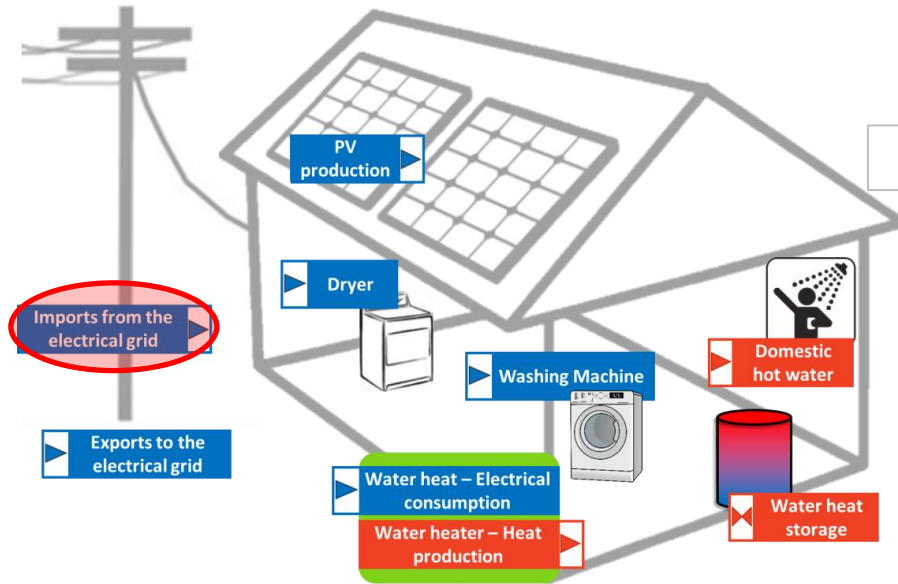 PV
production
Dryer
Imports from the
electrical grid
Washing Machine
Domestic
hot water
Exports to the
electrical grid
Water heat – Electrical
consumption
Water heater – Heat
production
Water heat
storage